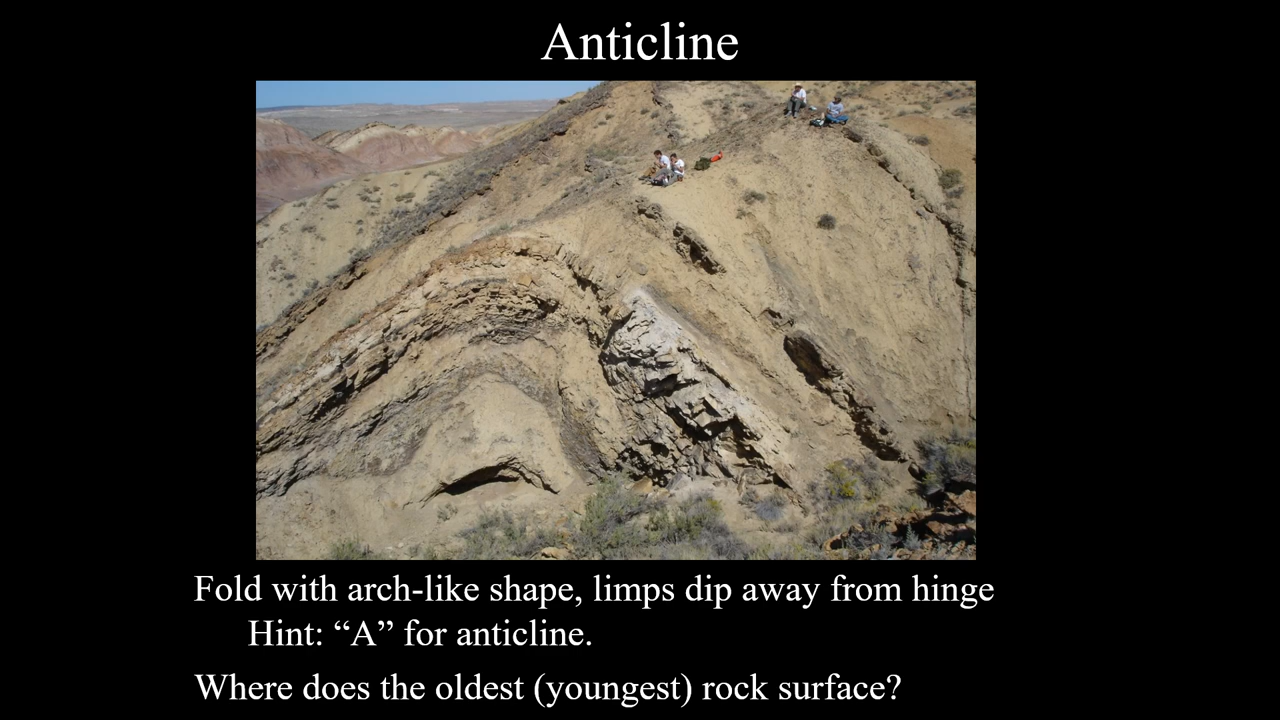 Anticline
Fold with arch-like shape, limps dip away from hinge
Hint: “A” for anticline.
Where does the oldest (youngest) rock surface?